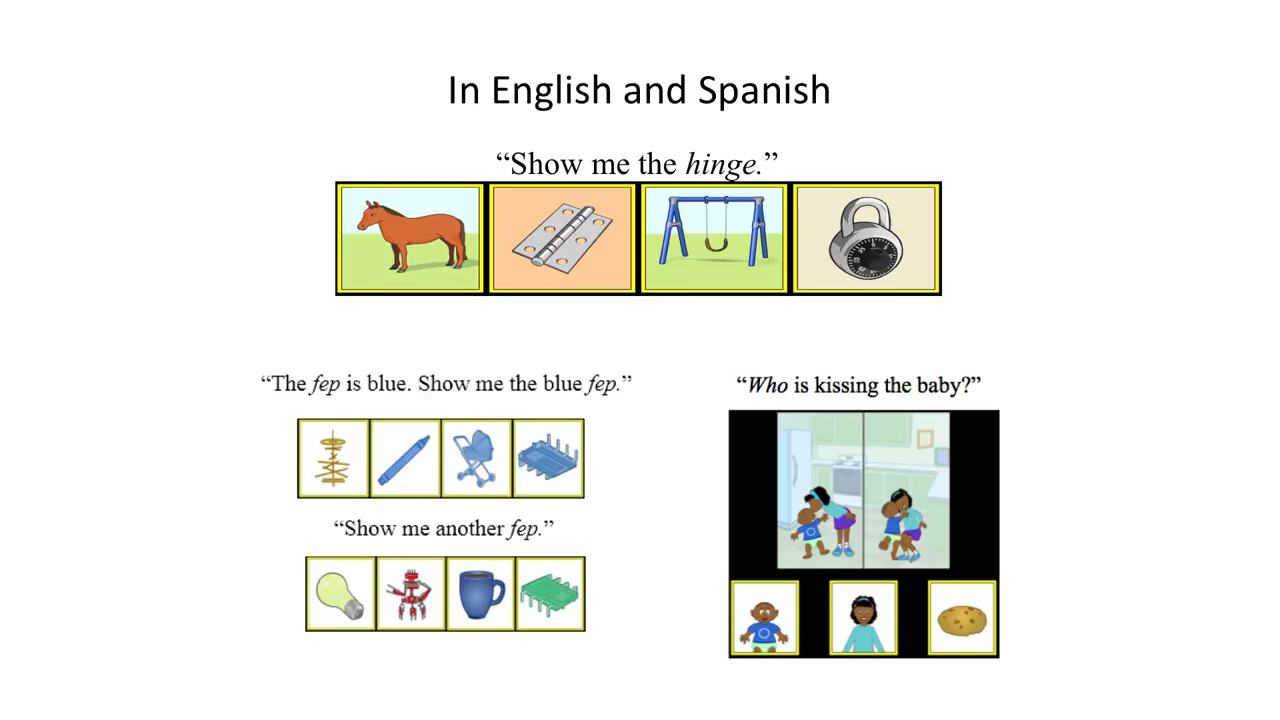 In English and Spanish
“Show me the hinge.”
“The fep is blue. Show me the blue fep.”
“Who is kissing the baby?”
“Show me another fep.”